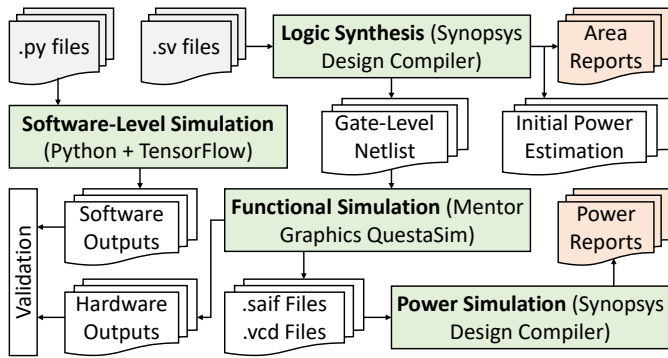 .py files
.sv files
Logic Synthesis (Synopsys
Design Compiler)
Area
Reports
Software-Level Simulation
(Python + TensorFlow)
Gate-Level
Netlist
Initial Power
Estimation
Validation
Software
Outputs
Functional Simulation (Mentor
Graphics QuestaSim)
Power
Reports
Hardware
Outputs
.saif Files
.vcd Files
Power Simulation (Synopsys
Design Compiler)